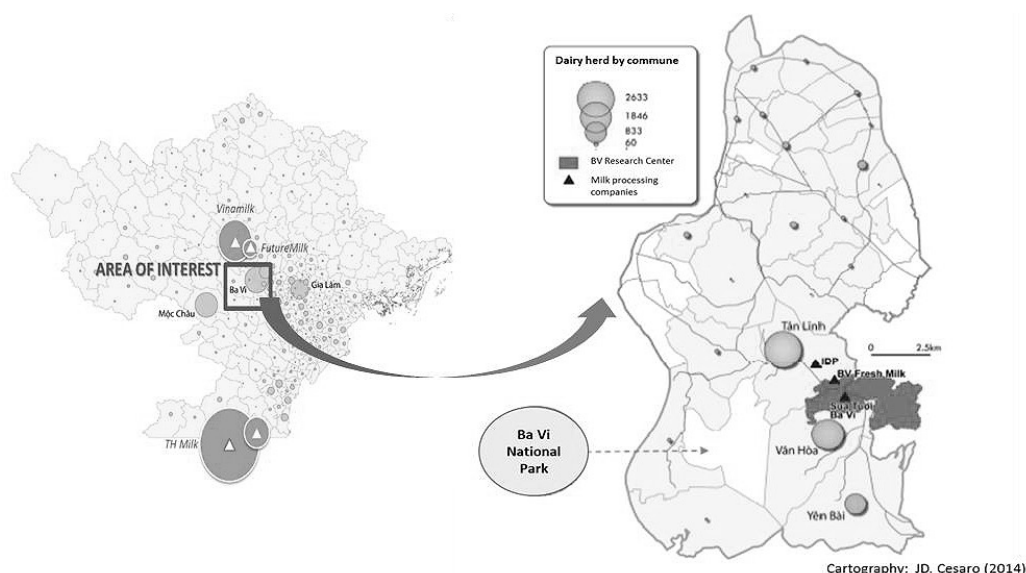 Vinamilk
FutureMilk
AREA OF INTEREST
Ba Vì
Gia Lâm
Mộc Châu
TH Milk
Dairy herd by commune
2633
1846
833
60
BV Research Center
Milk processing
companies
Tản Lĩnh
0 2.5km
IDP
BV Fresh Milk
Sua Tuoi
Ba Vi
Vân Hòa
Yên Bài
Ba Vi
National
Park
Cartography: JD. Cesaro (2014)